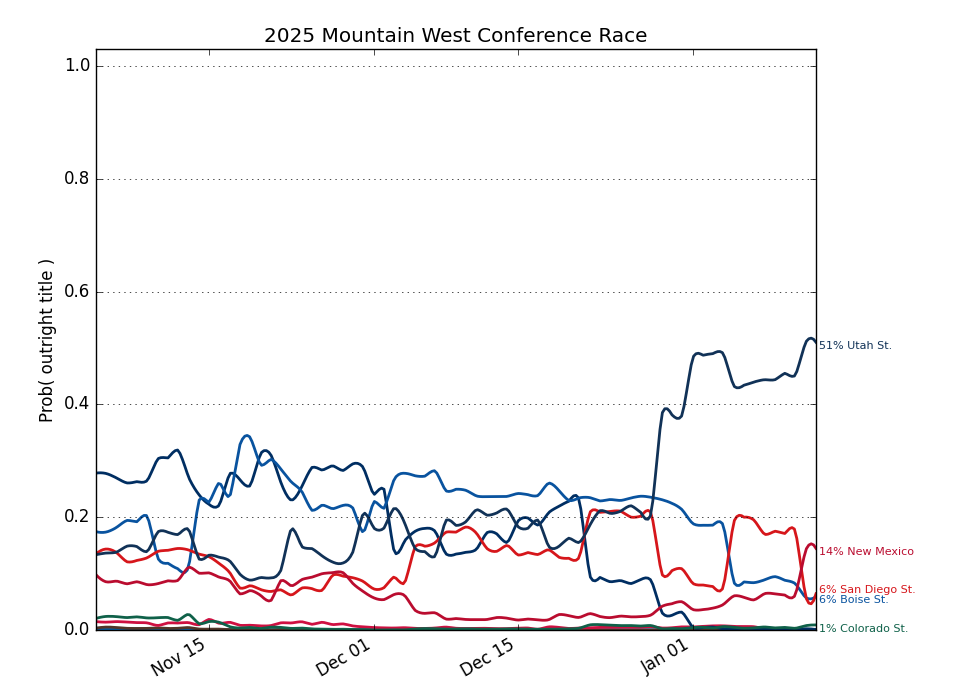 2025 Mountain West Conference Race
Prob( outright title )
1.0
0.8
0.6
0.4
0.2
0.0
Nov 15
Dec 01
Dec 15
Jan 01
51% Utah St.
14% New Mexico
6% San Diego St.
6% Boise St.
1% Colorado St.